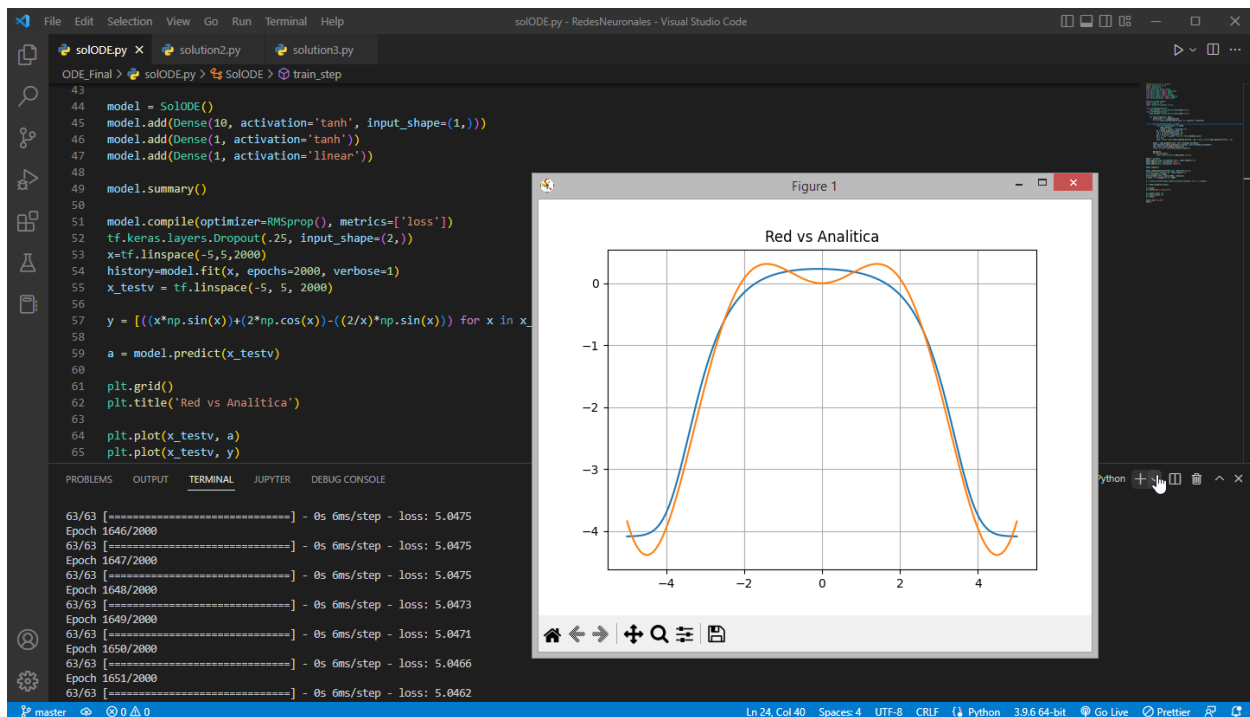 File Edit Selection View Go Run Terminal Help
solODE.py - RedesNeuronales - Visual Studio Code
solODE.py
solution2.py
solution3.py
ODE_Final > solODE.py > SolODE > train_step
43
44 model = SolODE()
45 model.add(Dense(10, activation='tanh', input_shape=(1,)))
46 model.add(Dense(1, activation='tanh'))
47 model.add(Dense(1, activation='linear'))
48
49 model.summary()
50
51 model.compile(optimizer=RMSprop(), metrics=['loss'])
52 tf.keras.layers.Dropout(.25, input_shape=(2,))
53 x=tf.linspace(-5,5,2000)
54 history=model.fit(x, epochs=2000, verbose=1)
55 x_testv = tf.linspace(-5, 5, 2000)
56
57 y = [((x*np.sin(x))+(2*np.cos(x))-((2/x)*np.sin(x))) for x in x_
58
59 a = model.predict(x_testv)
60
61 plt.grid()
62 plt.title('Red vs Analitica')
63
64 plt.plot(x_testv, a)
65 plt.plot(x_testv, y)
Figure 1
Red vs Analitica
0
−1
−2
−3
−4
−4 −2 0 2 4
PROBLEMS OUTPUT TERMINAL JUPYTER DEBUG CONSOLE
Python
63/63 [==============================] - 0s 6ms/step - loss: 5.0475
Epoch 1646/2000
63/63 [==============================] - 0s 6ms/step - loss: 5.0475
Epoch 1647/2000
63/63 [==============================] - 0s 6ms/step - loss: 5.0475
Epoch 1648/2000
63/63 [==============================] - 0s 6ms/step - loss: 5.0473
Epoch 1649/2000
63/63 [==============================] - 0s 6ms/step - loss: 5.0471
Epoch 1650/2000
63/63 [==============================] - 0s 6ms/step - loss: 5.0466
Epoch 1651/2000
63/63 [==============================] - 0s 6ms/step - loss: 5.0462
master 0 0 Ln 24, Col 40 Spaces: 4 UTF-8 CRLF Python 3.9.6 64-bit Go Live Prettier